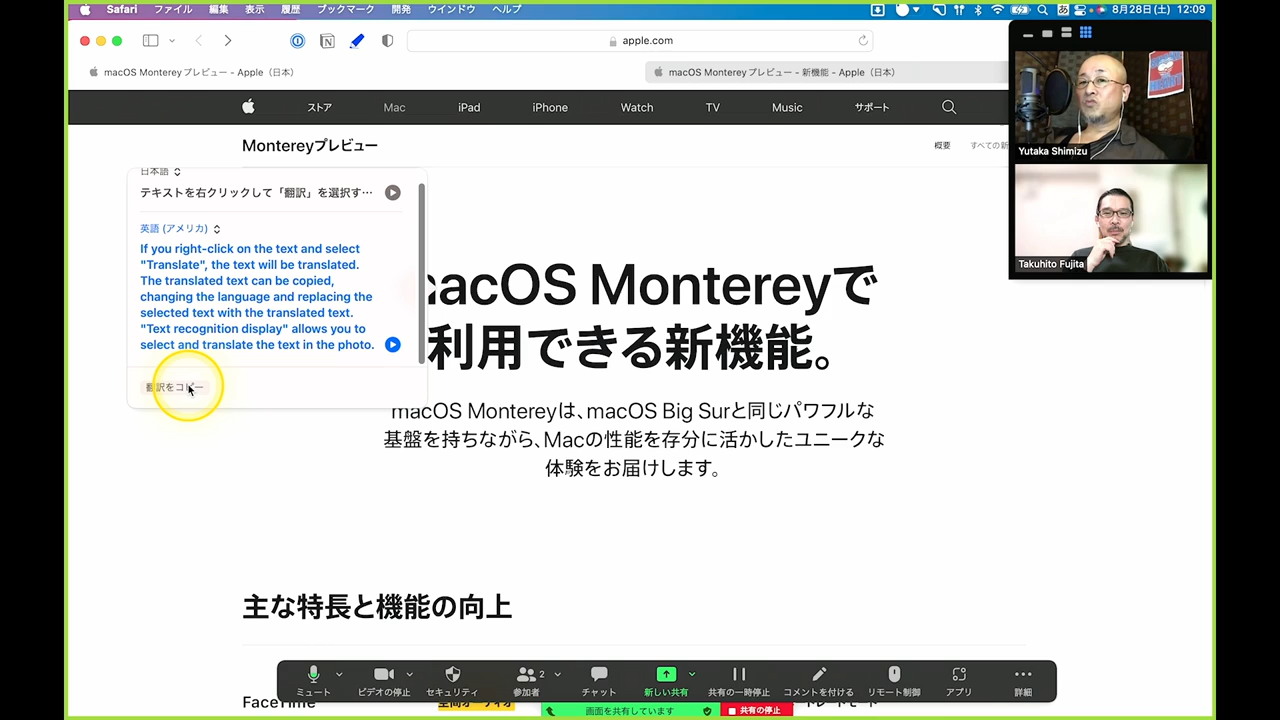 Safari ファイル 編集 表示 履歴 ブックマーク 開発 ウインドウ ヘルプ
あ 8月28日(土) 12:09
apple.com
macOS Montereyプレビュー - Apple（日本）
macOS Montereyプレビュー - 新機能 - Apple（日本）
ストア Mac iPad iPhone Watch TV Music サポート
Montereyプレビュー
概要 すべての新
日本語
テキストを右クリックして「翻訳」を選択す…
英語 (アメリカ)
If you right-click on the text and select
"Translate", the text will be translated.
The translated text can be copied,
changing the language and replacing the
selected text with the translated text.
"Text recognition display" allows you to
select and translate the text in the photo.
翻訳をコピー
acOS Montereyで
利用できる新機能。
macOS Montereyは、macOS Big Surと同じパワフルな
基盤を持ちながら、Macの性能を存分に活かしたユニークな
体験をお届けします。
主な特長と機能の向上
Yutaka Shimizu
Takuhito Fujita
2
ミュート ビデオの停止 セキュリティ 参加者 チャット 新しい共有 共有の一時停止 コメントを付ける リモート制御 アプリ 詳細
FaceTime
画面を共有しています 共有の停止